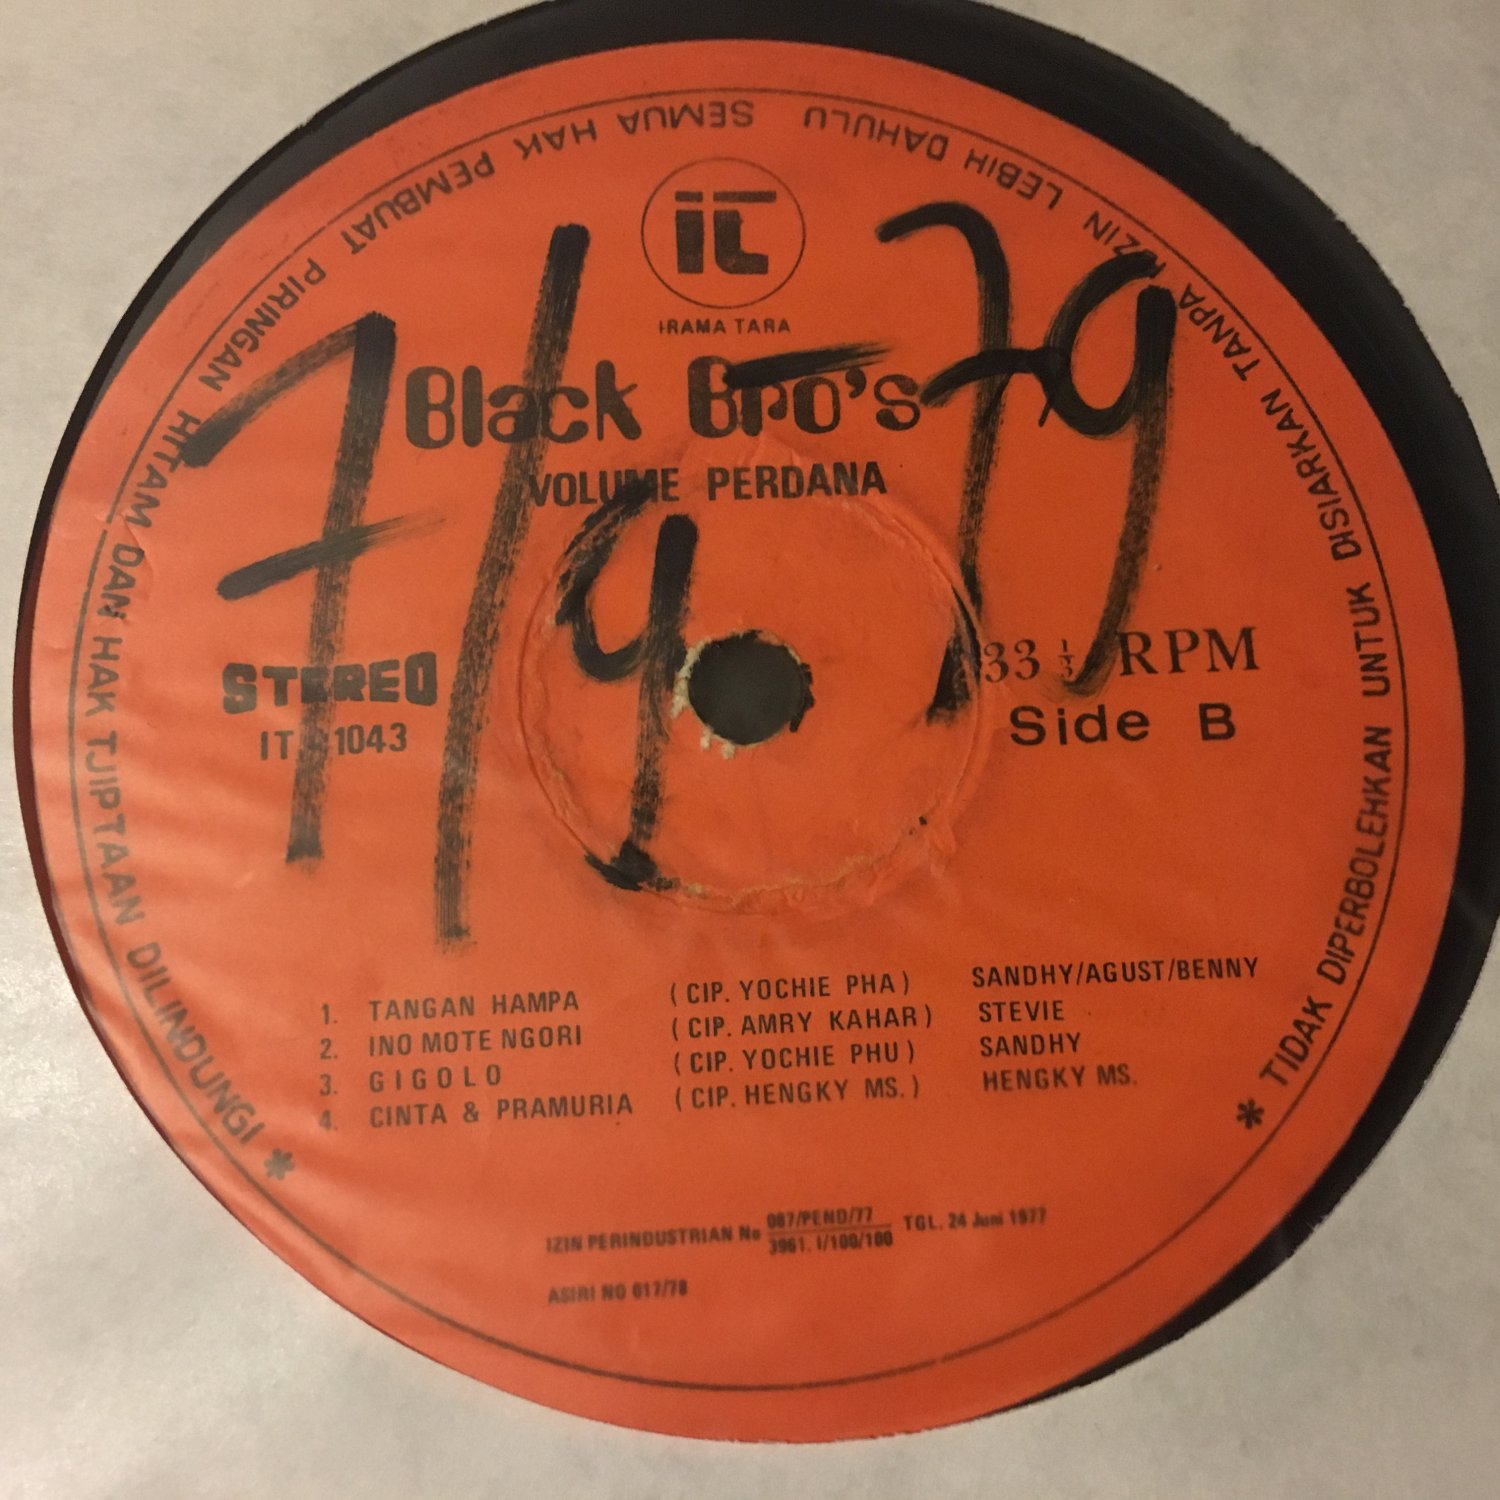 SEMUA HAK PEMBUAT PIRINGAN HITAM DAN HAK TJIPTAAN DILINDUNGI *
* TIDAK DIPERBOLEHKAN UNTUK DISIARKAN TANPA IZIN LEBIH DAHULU
it
IRAMA TARA
Black Bro's
VOLUME PERDANA
7/9-79
STEREO
IT 1043
33 1/3 RPM
Side B
1. TANGAN HAMPA (CIP. YOCHIE PHA) SANDHY/AGUST/BENNY
2. INO MOTE NGORI (CIP. AMRY KAHAR) STEVIE
3. GIGOLO (CIP. YOCHIE PHU) SANDHY
4. CINTA & PRAMURIA (CIP. HENGKY MS.) HENGKY MS.
IZIN PERINDUSTRIAN No 087/PEND/77 TGL. 24 Juni 1977
3961. I/100/100
ASIRI NO 017/78